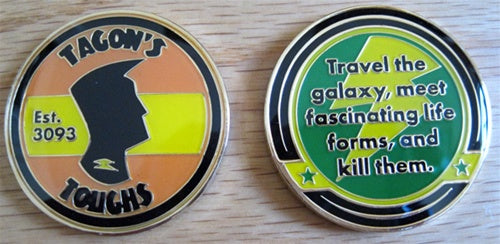 TAGON'S
Est.
3093
TOUGHS
Travel the
galaxy, meet
fascinating life
forms, and
kill them.